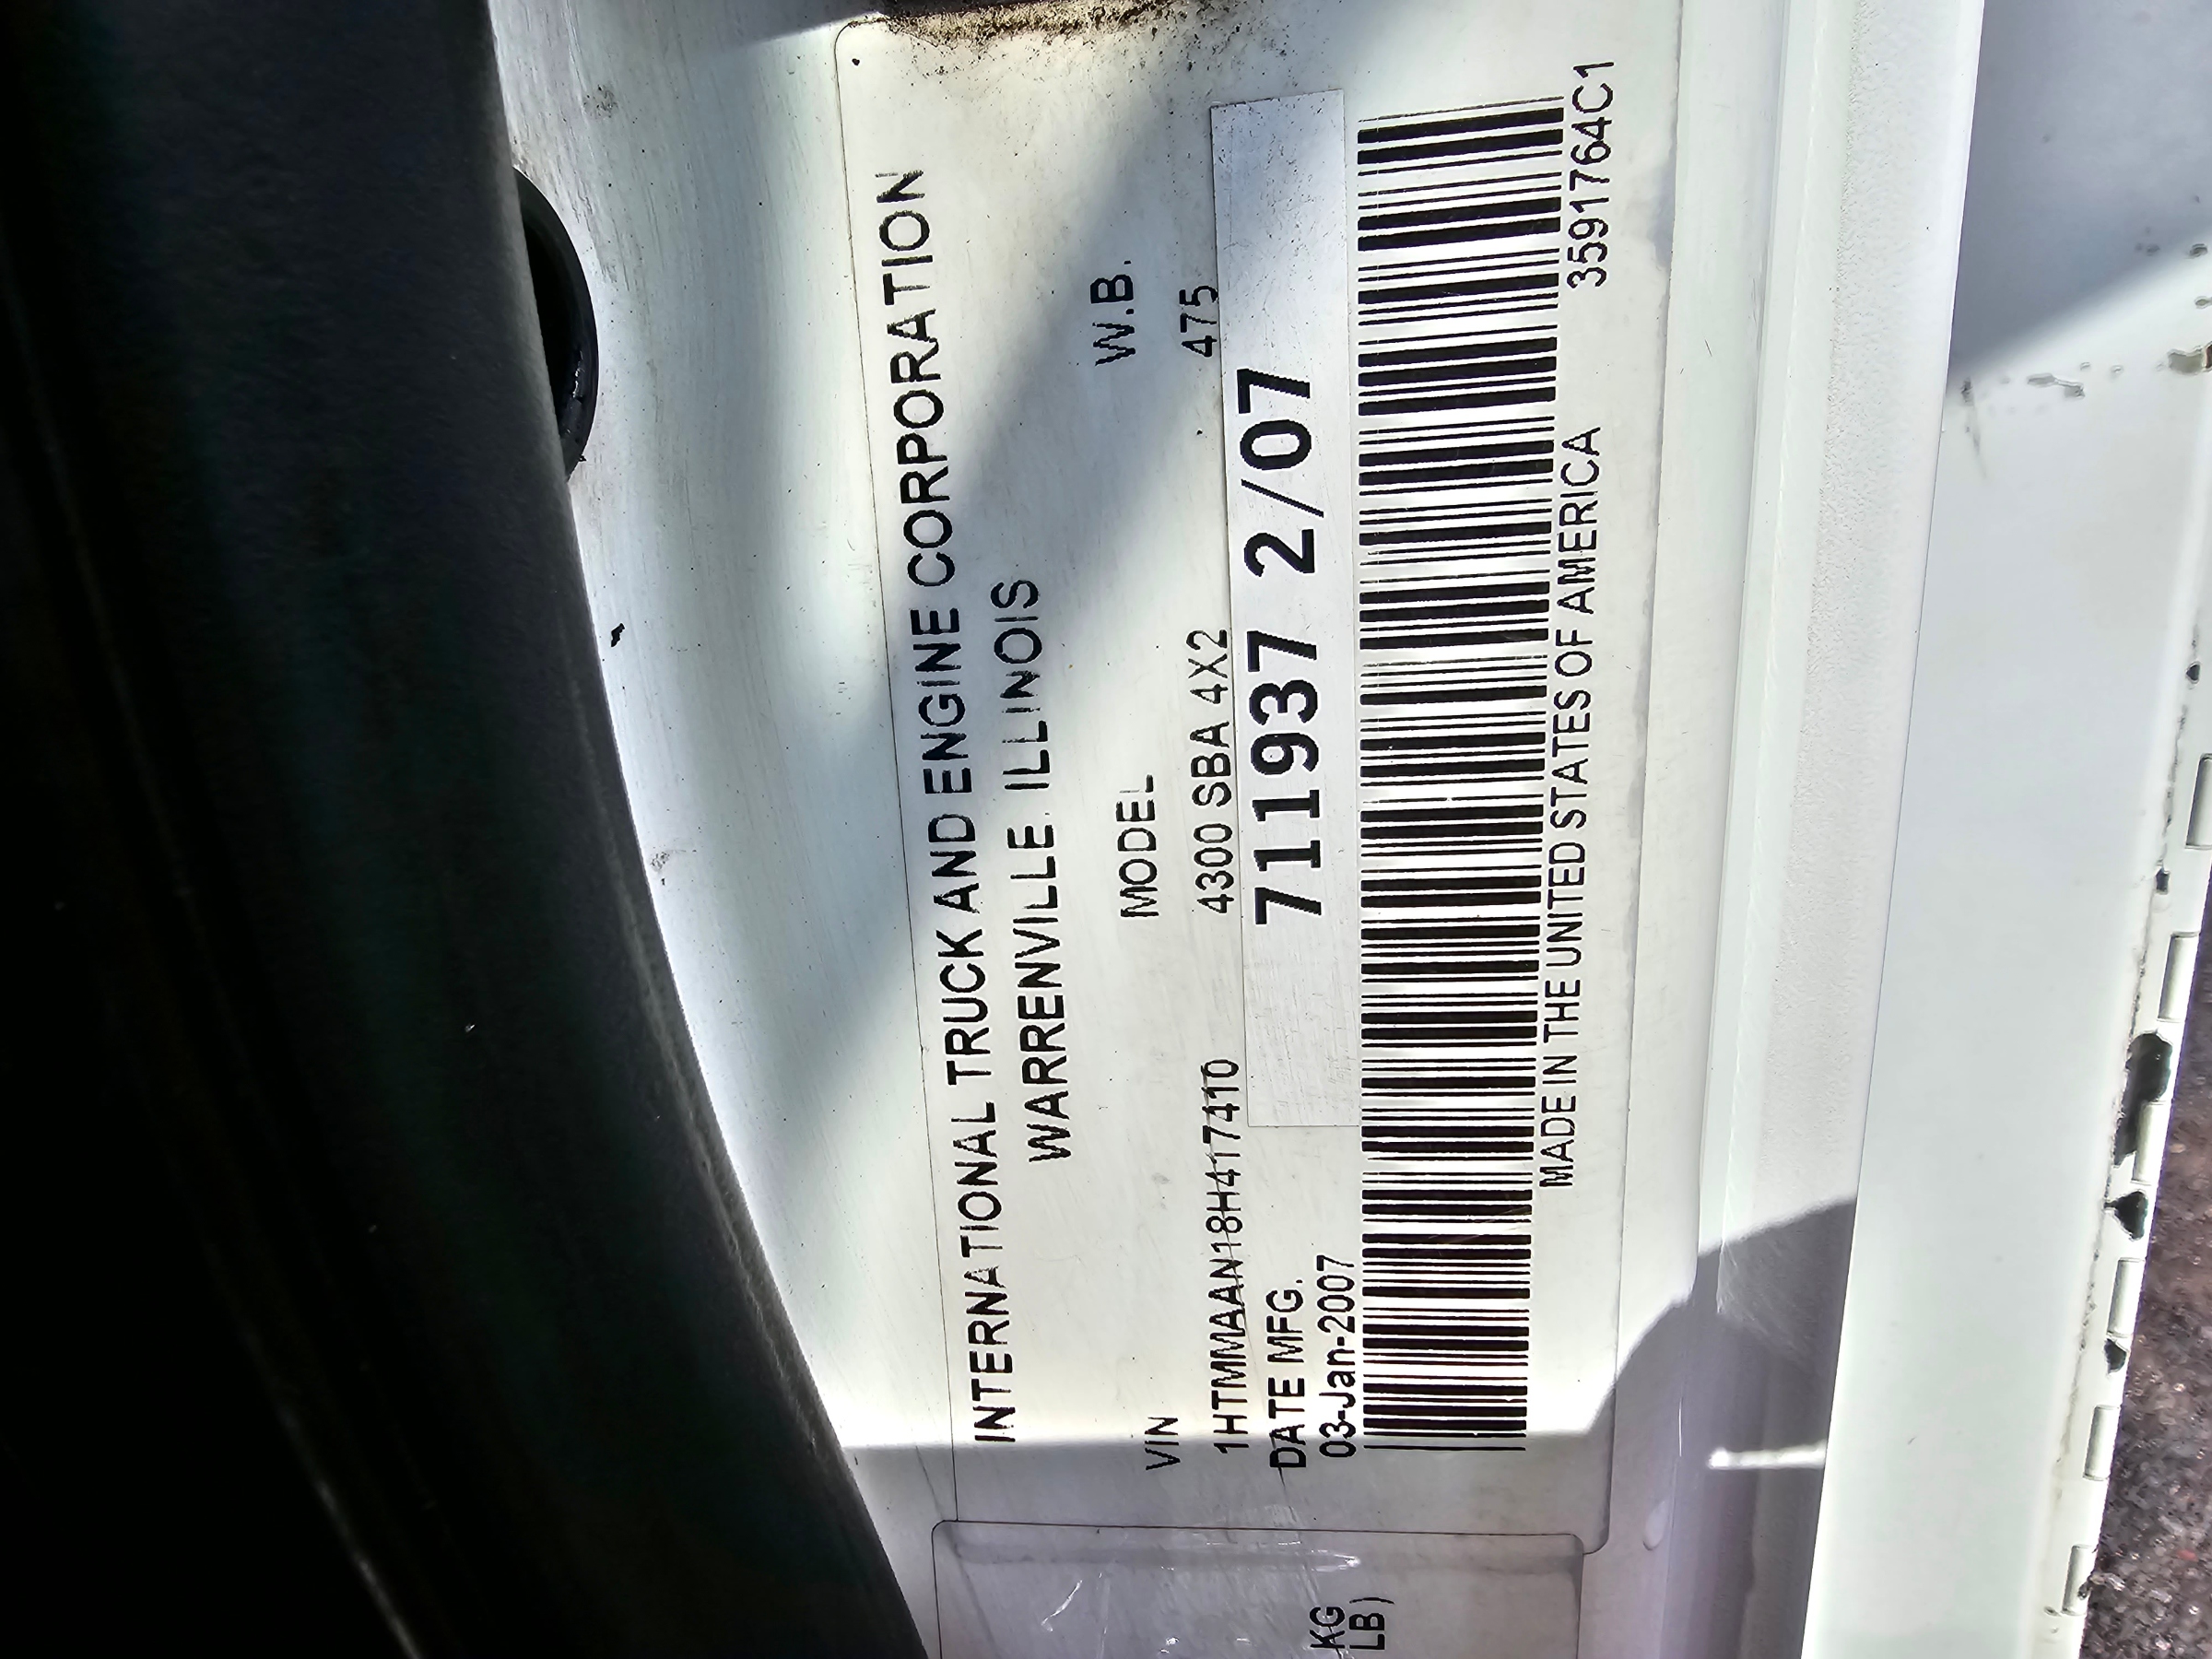 INTERNATIONAL TRUCK AND ENGINE CORPORATION
WARRENVILLE, ILLINOIS
VIN MODEL W.B.
1HTMMAAN18H417410 4300 SBA 4X2 475
DATE MFG.
03-Jan-2007
711937 2/07
MADE IN THE UNITED STATES OF AMERICA 3591764C1
KG
LB)